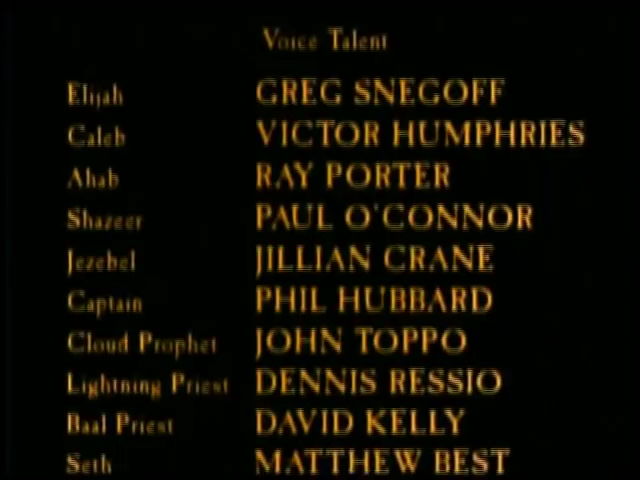 Voice Talent
Elijah GREG SNEGOFF
Caleb VICTOR HUMPHRIES
Ahab RAY PORTER
Shazeer PAUL O'CONNOR
Jezebel JILLIAN CRANE
Captain PHIL HUBBARD
Cloud Prophet JOHN TOPPO
Lightning Priest DENNIS RESSIO
Baal Priest DAVID KELLY
Seth MATTHEW BEST